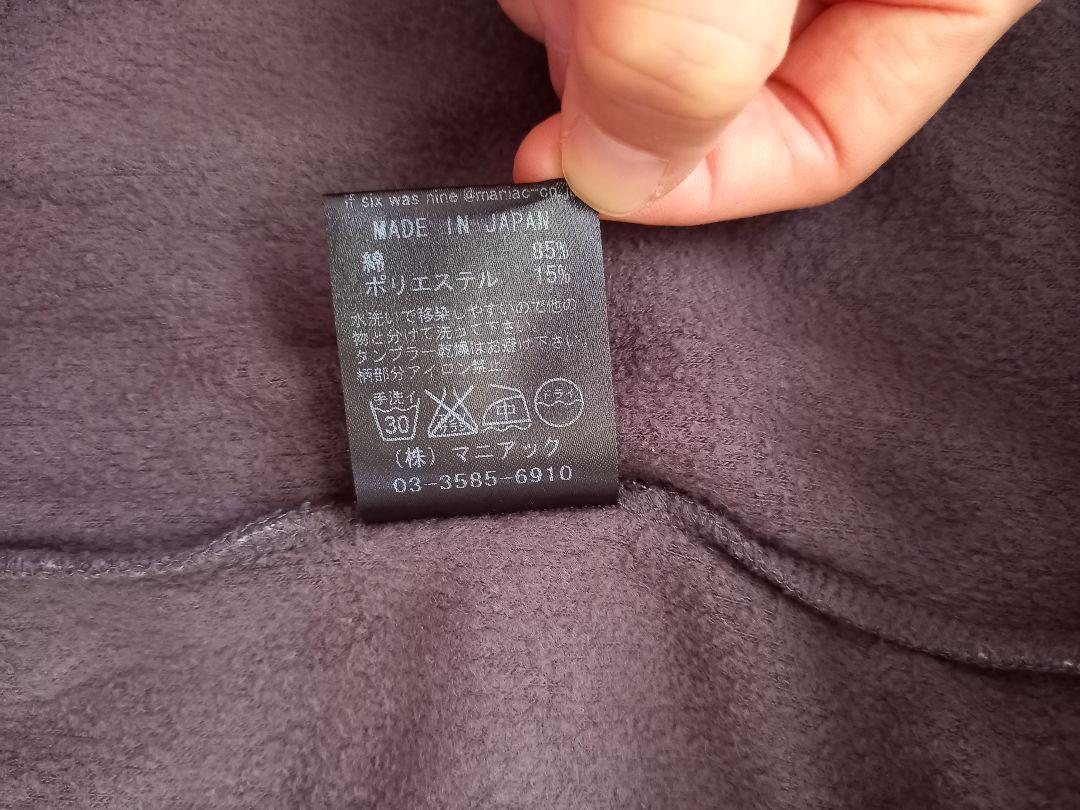 if six was nine @maniac-co
MADE IN JAPAN
綿 85%
ポリエステル 15%
水洗いで移染しやすいので他の
物と分けて洗って下さい。
タンブラー乾燥はお避け下さい。
柄部分アイロン禁止。
手洗イ
30
中
ドライ
(株) マニアック
03-3585-6910